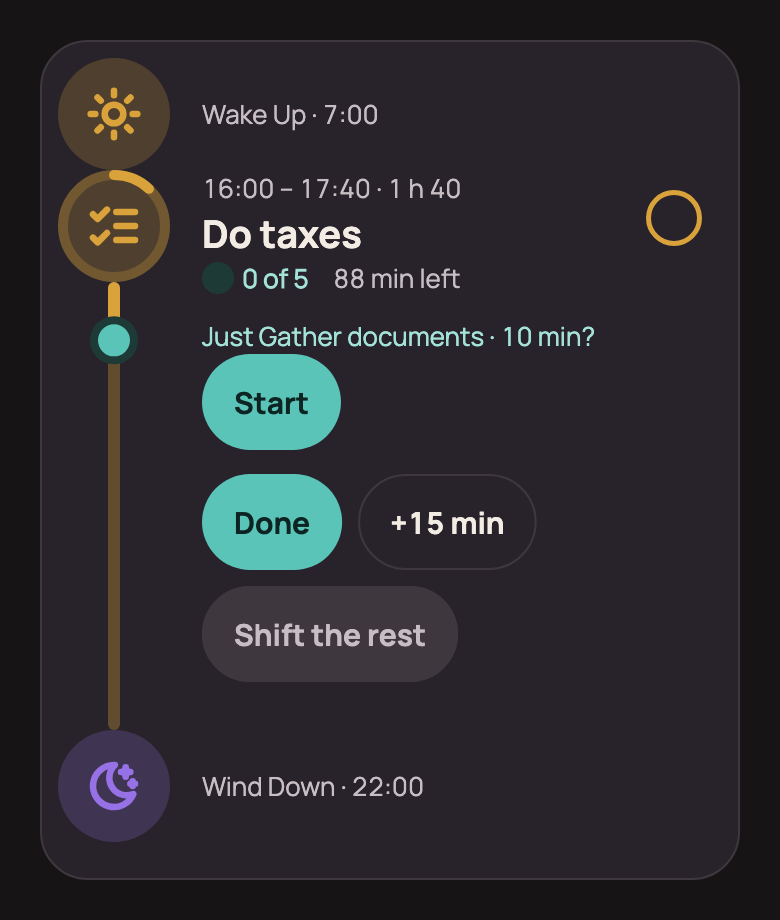 Wake Up · 7:00
16:00 – 17:40 · 1 h 40
Do taxes
0 of 5 88 min left
Just Gather documents · 10 min?
Start
Done +15 min
Shift the rest
Wind Down · 22:00